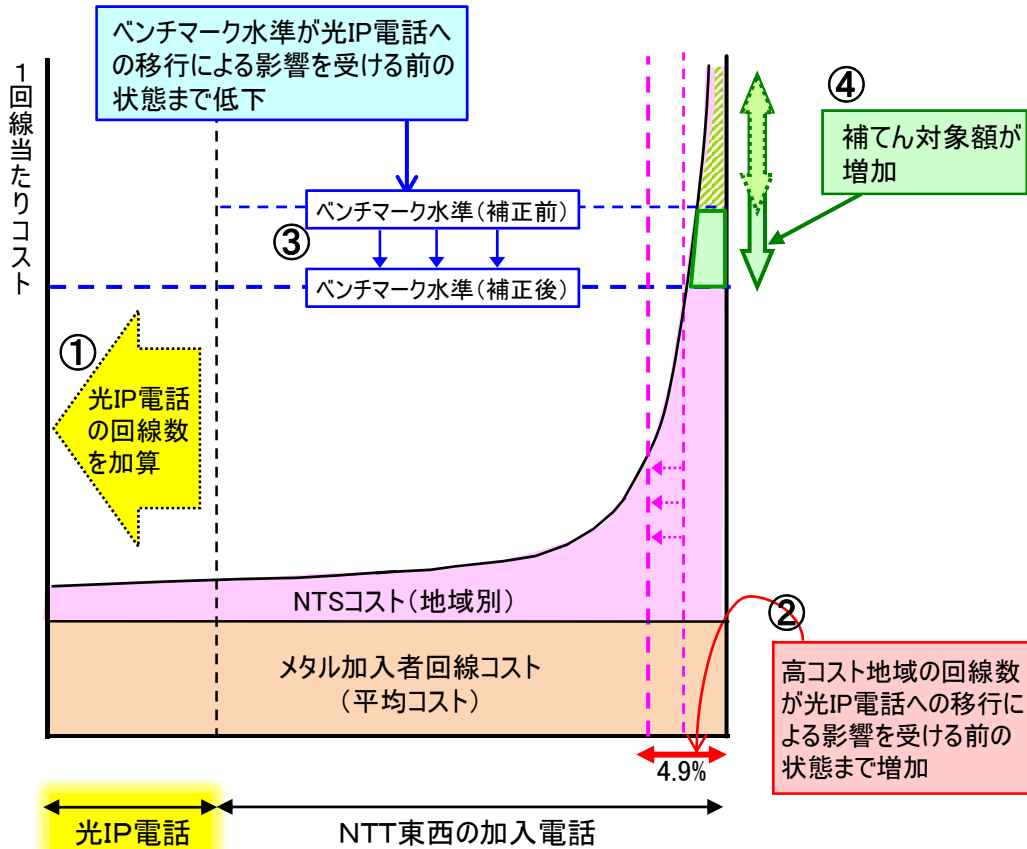 ベンチマーク水準が光IP電話へ
の移行による影響を受ける前の
状態まで低下
1回線当たりコスト
④
補てん対象額が
増加
ベンチマーク水準(補正前)
③
ベンチマーク水準(補正後)
①
光IP電話
の回線数
を加算
NTSコスト(地域別)
②
メタル加入者回線コスト
(平均コスト)
高コスト地域の回線数
が光IP電話への移行に
よる影響を受ける前の
状態まで増加
4.9%
光IP電話
NTT東西の加入電話